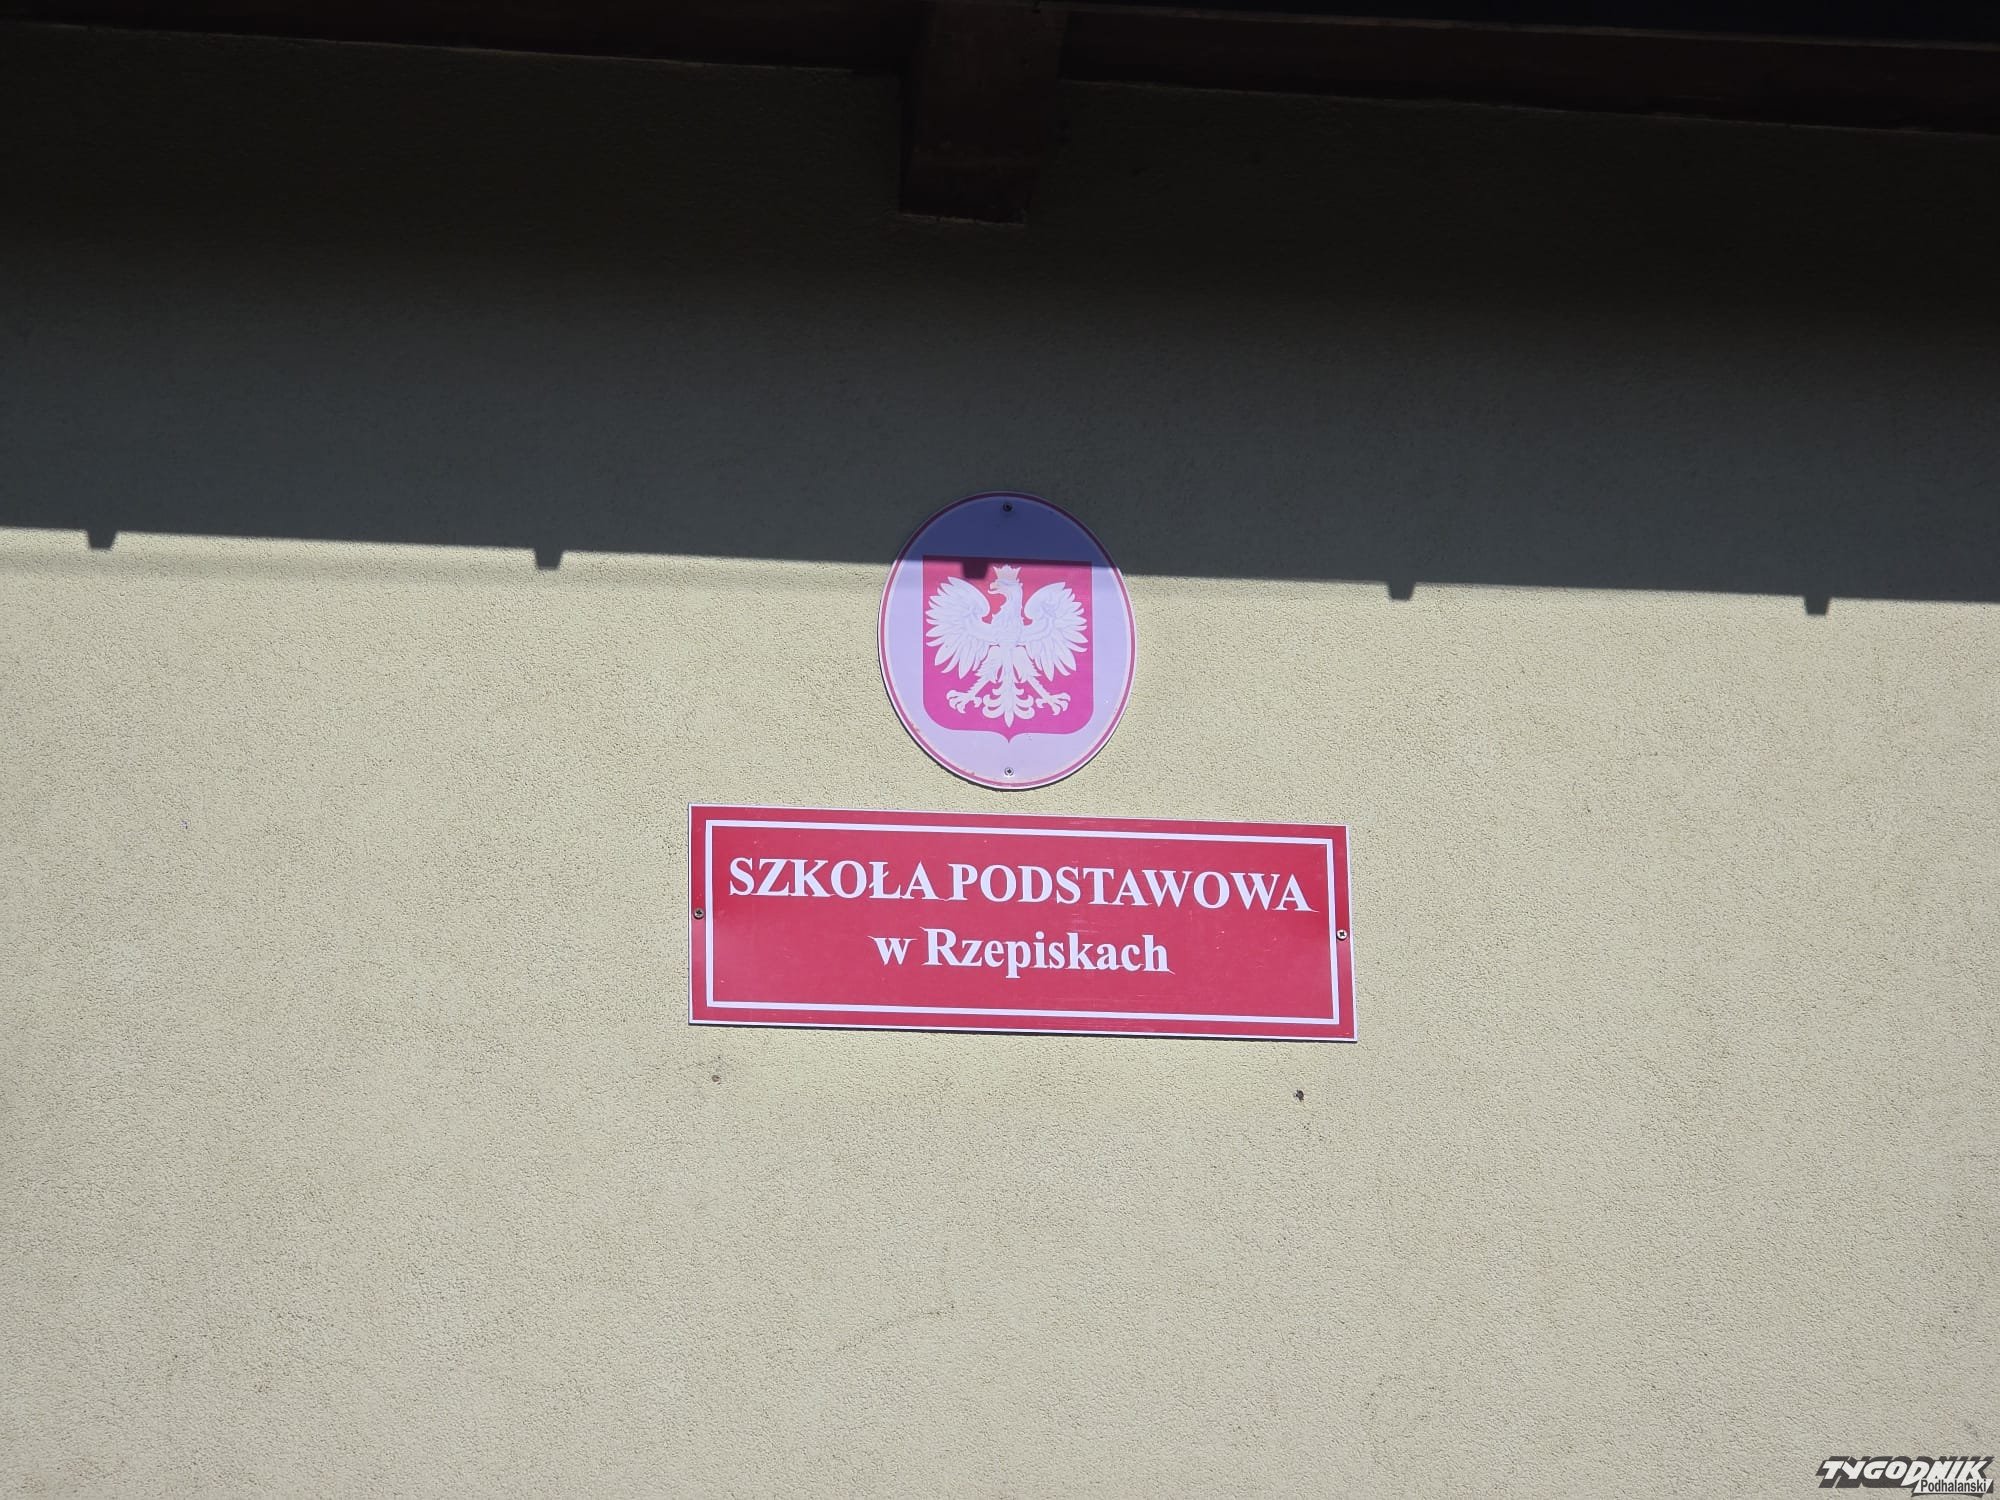 SZKOŁA PODSTAWOWA
w Rzepiskach
TYGODNIK
Podhalański